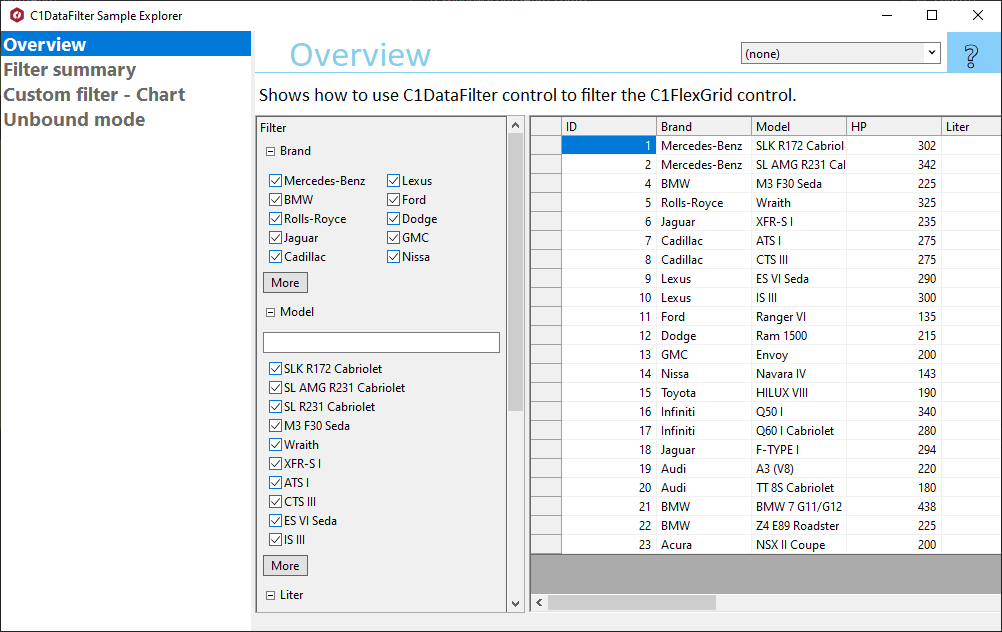 C1DataFilter Sample Explorer
Overview
Filter summary
Custom filter - Chart
Unbound mode
Overview
(none)
?
Shows how to use C1DataFilter control to filter the C1FlexGrid control.
Filter
Brand
Mercedes-Benz Lexus
BMW Ford
Rolls-Royce Dodge
Jaguar GMC
Cadillac Nissa
More
Model
SLK R172 Cabriolet
SL AMG R231 Cabriolet
SL R231 Cabriolet
M3 F30 Seda
Wraith
XFR-S I
ATS I
CTS III
ES VI Seda
IS III
More
Liter
ID Brand Model HP Liter
1 Mercedes-Benz SLK R172 Cabriol 302
2 Mercedes-Benz SL AMG R231 Cal 342
4 BMW M3 F30 Seda 225
5 Rolls-Royce Wraith 325
6 Jaguar XFR-S I 235
7 Cadillac ATS I 275
8 Cadillac CTS III 275
9 Lexus ES VI Seda 290
10 Lexus IS III 300
11 Ford Ranger VI 135
12 Dodge Ram 1500 215
13 GMC Envoy 200
14 Nissa Navara IV 143
15 Toyota HILUX VIII 190
16 Infiniti Q50 I 340
17 Infiniti Q60 I Cabriolet 280
18 Jaguar F-TYPE I 294
19 Audi A3 (V8) 220
20 Audi TT 8S Cabriolet 180
21 BMW BMW 7 G11/G12 438
22 BMW Z4 E89 Roadster 225
23 Acura NSX II Coupe 200